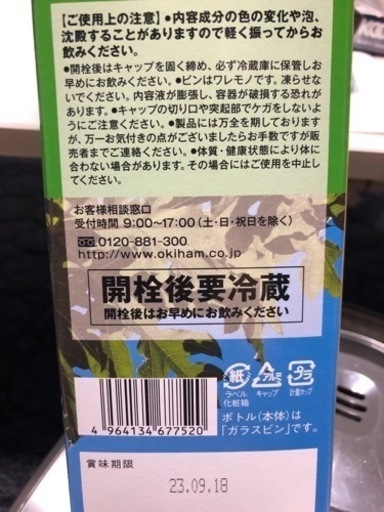 【ご使用上の注意】 ●内容成分の色の変化や泡、
沈殿することがありますので軽く振ってからお
飲みください。
●開栓後はキャップを固く締め、必ず冷蔵庫に保管しお
早めにお飲みください。●ビンはワレモノです。凍らせな
いでください。内容液が膨張し、容器が破損する恐れが
あります。●キャップの切り口や突起部でケガをしないよ
うにご注意ください。●製品には万全を期しております
が、万一お気付きの点がございましたらお手数ですが販
売者までご連絡ください。●体質・健康状態により体に
合わない場合があります。その場合にはご使用を中止し
てください。
お客様相談窓口
受付時間 9:00〜17:00(土・日・祝日を除く)
0120-881-300
http://www.okiham.co.jp
開栓後要冷蔵
開栓後はお早めにお飲みください
紙 アルミ プラ
ラベル キャップ 計量カップ
化粧箱
ボトル(本体)は
「ガラスビン」です。
4 964134 677520
賞味期限
23.09.18